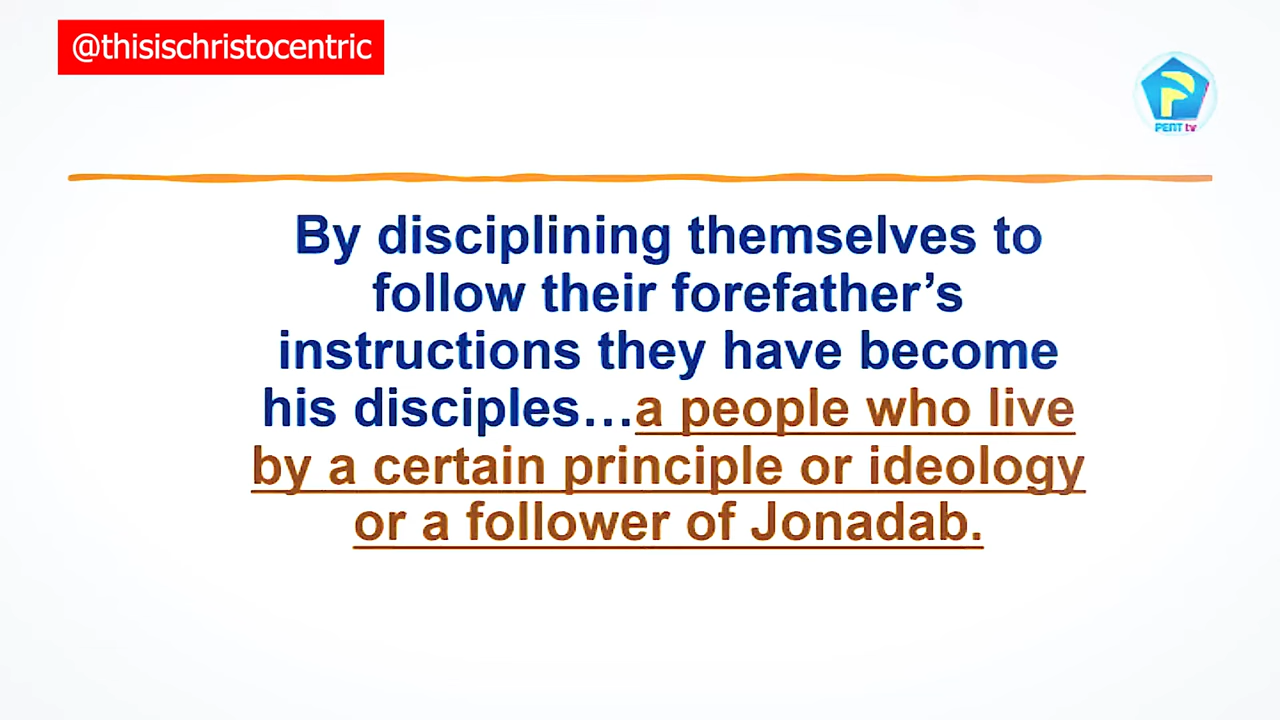 @thisischristocentric
PENT tv
By disciplining themselves to
follow their forefather’s
instructions they have become
his disciples…a people who live
by a certain principle or ideology
or a follower of Jonadab.